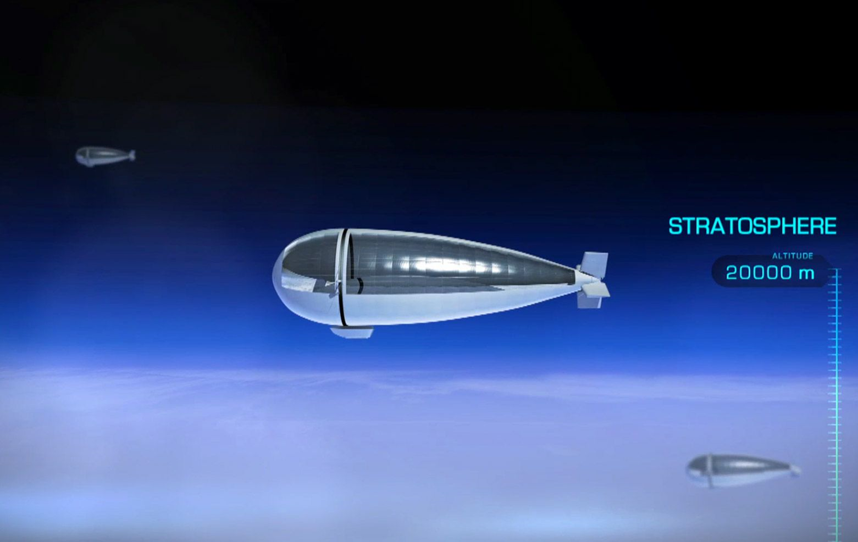 STRATOSPHERE
ALTITUDE
20000 m